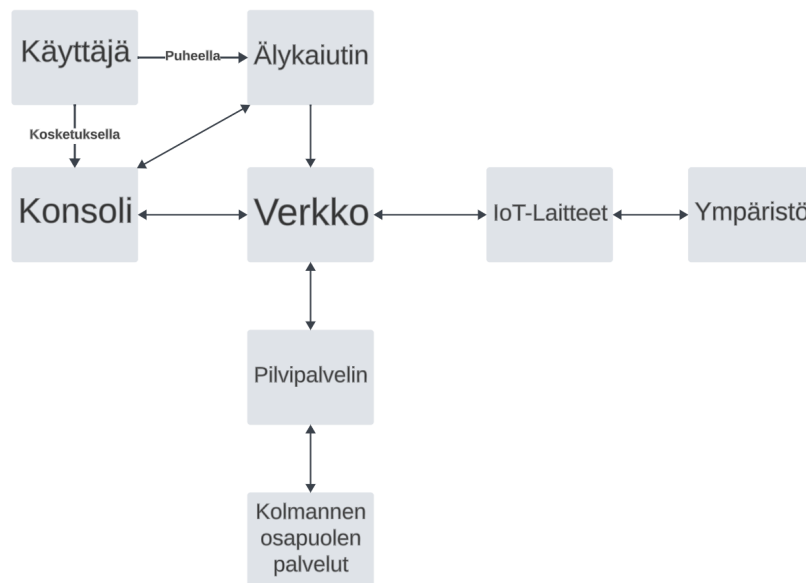 Käyttäjä
Puheella
Älykaiutin
Kosketuksella
Konsoli
Verkko
IoT-Laitteet
Ympäristö
Pilvipalvelin
Kolmannen
osapuolen
palvelut